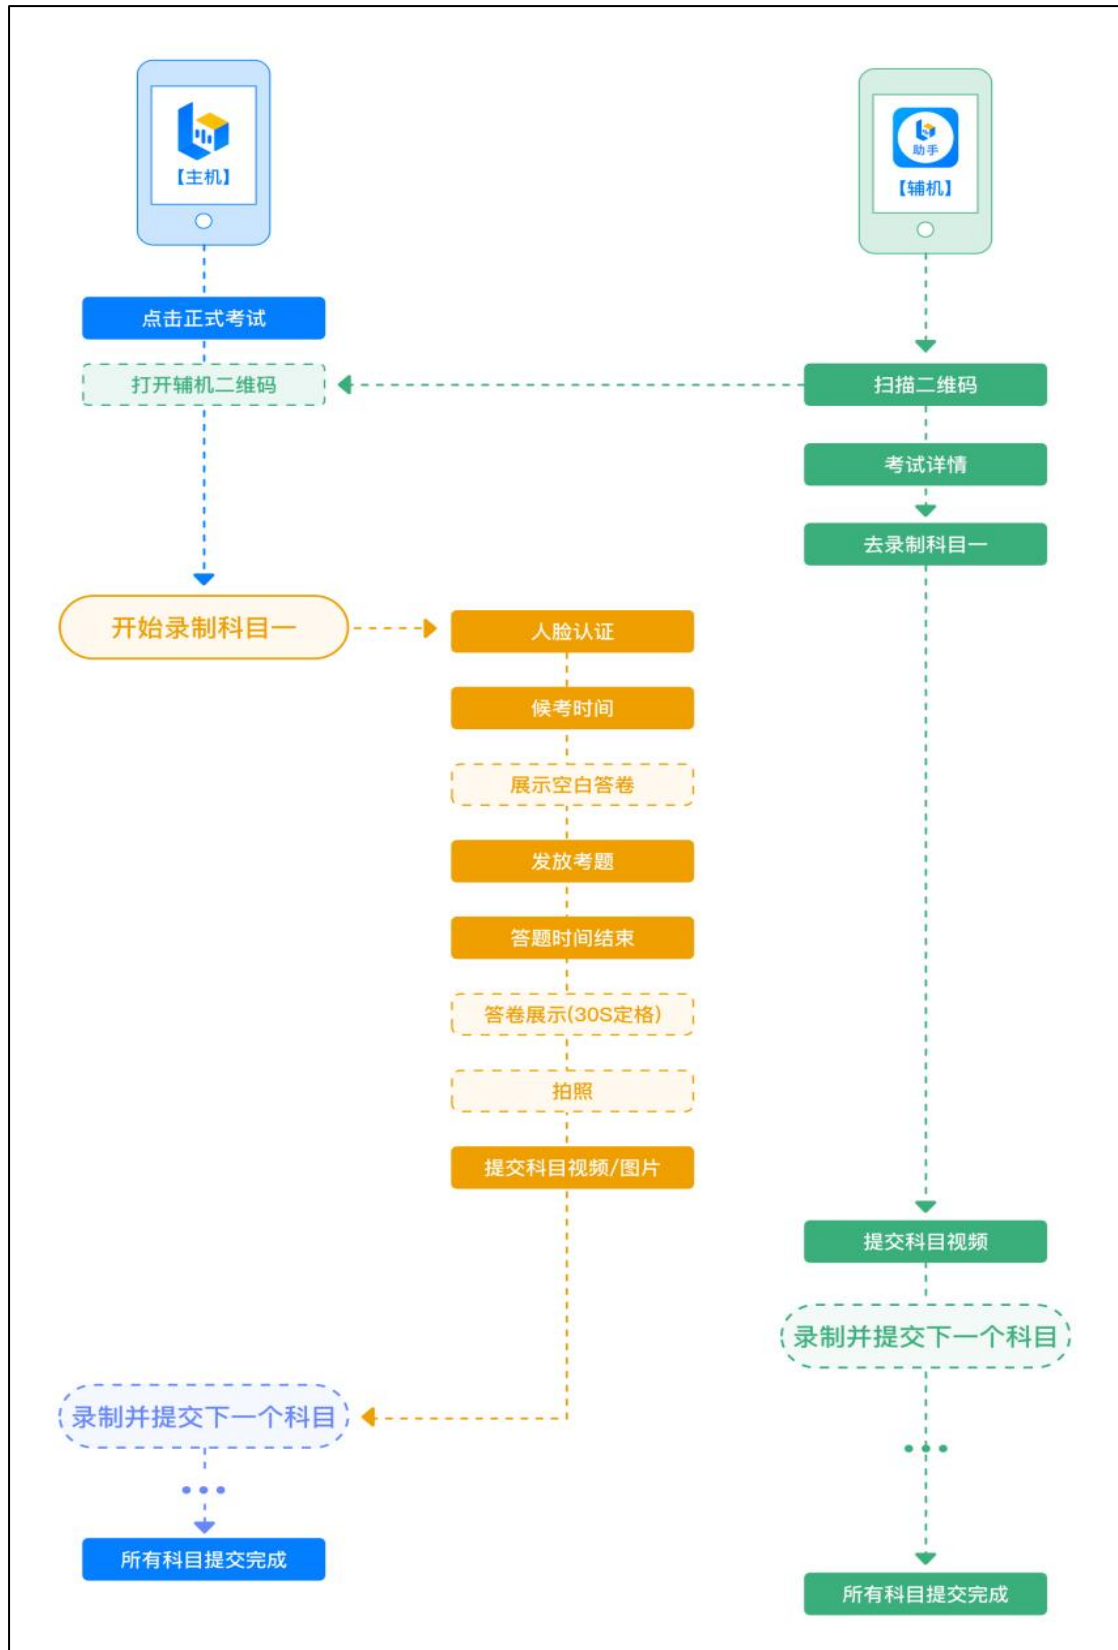 【主机】
助手
【辅机】
点击正式考试
打开辅机二维码
扫描二维码
考试详情
去录制科目一
开始录制科目一
人脸认证
候考时间
展示空白答卷
发放考题
答题时间结束
答卷展示(30S定格)
拍照
提交科目视频/图片
提交科目视频
录制并提交下一个科目
录制并提交下一个科目
所有科目提交完成
所有科目提交完成